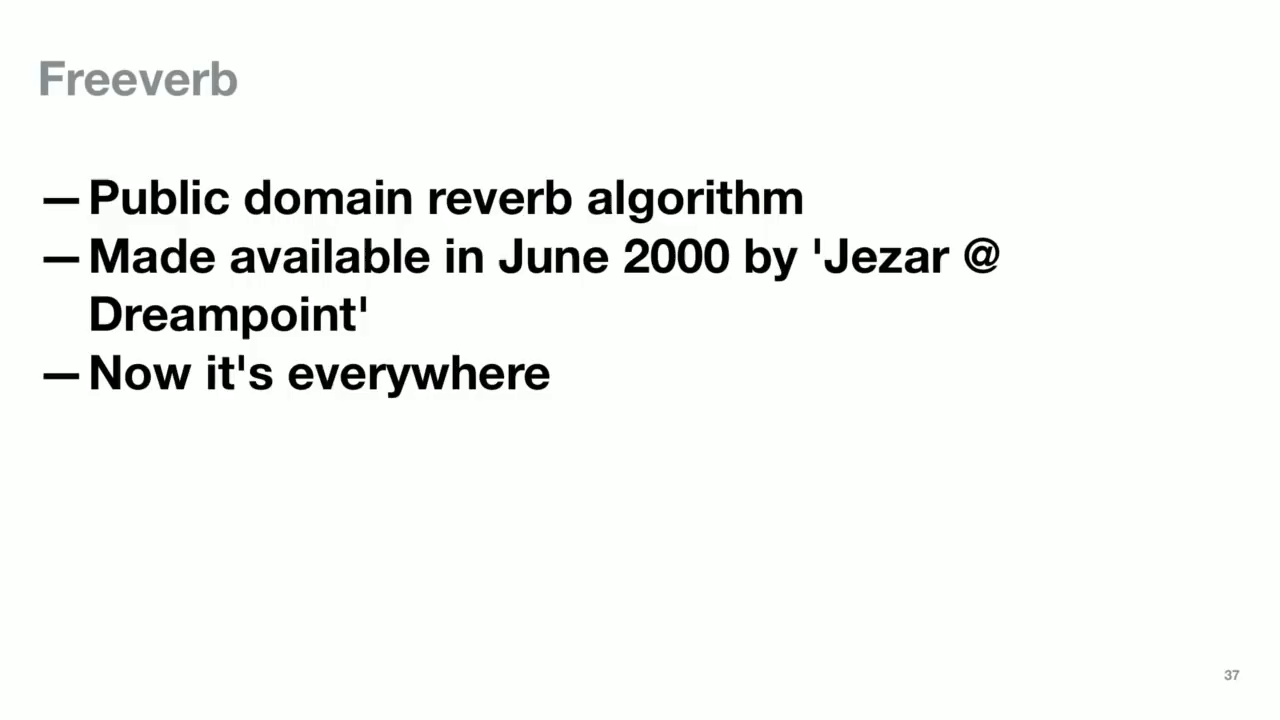 Freeverb
— Public domain reverb algorithm
— Made available in June 2000 by 'Jezar @
Dreampoint'
— Now it's everywhere
37